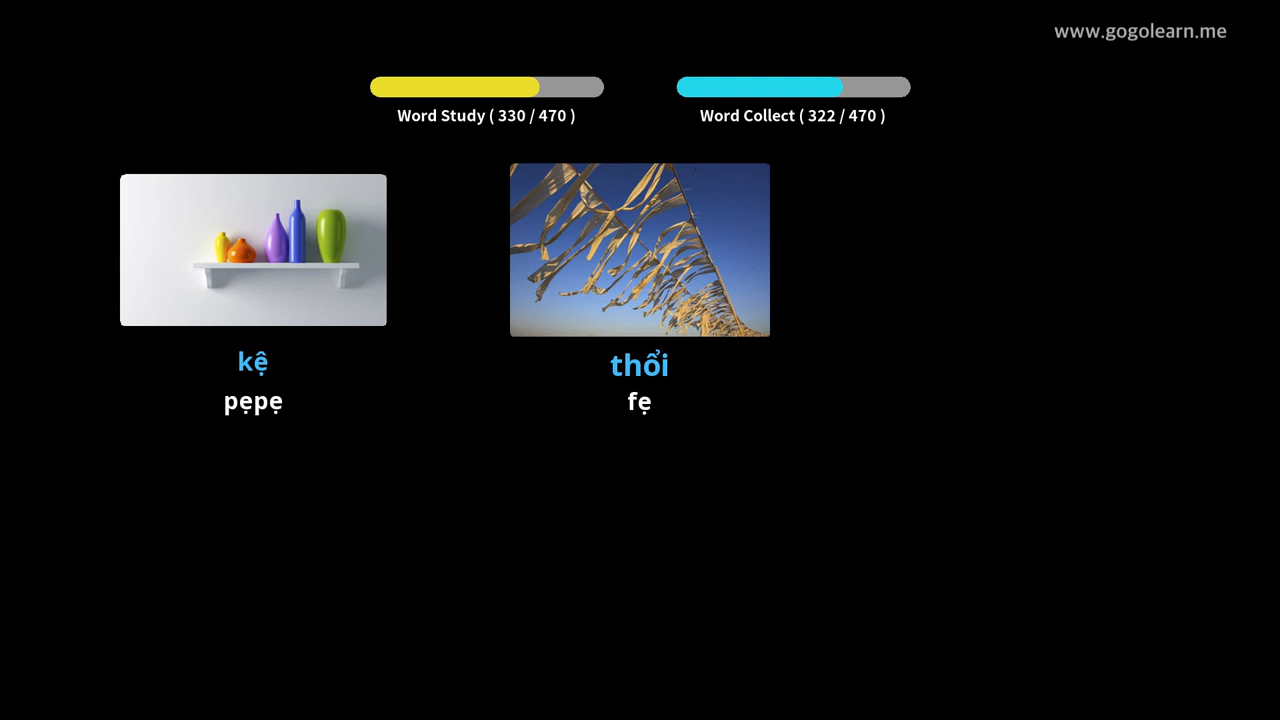 www.gogolearn.me
Word Study ( 330 / 470 )
Word Collect ( 322 / 470 )
kệ
pẹpẹ
thổi
fẹ